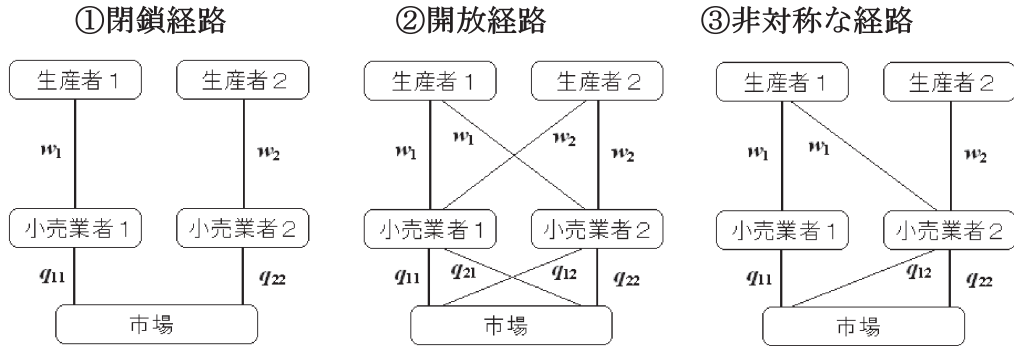 ①閉鎖経路 ②開放経路 ③非対称な経路
生産者1 生産者2 生産者1 生産者2 生産者1 生産者2
w₁ w₂ w₁ w₁ w₂ w₂ w₁ w₁ w₂
小売業者1 小売業者2 小売業者1 小売業者2 小売業者1 小売業者2
q₁₁ q₂₂ q₁₁ q₂₁ q₁₂ q₂₂ q₁₁ q₁₂ q₂₂
市場 市場 市場